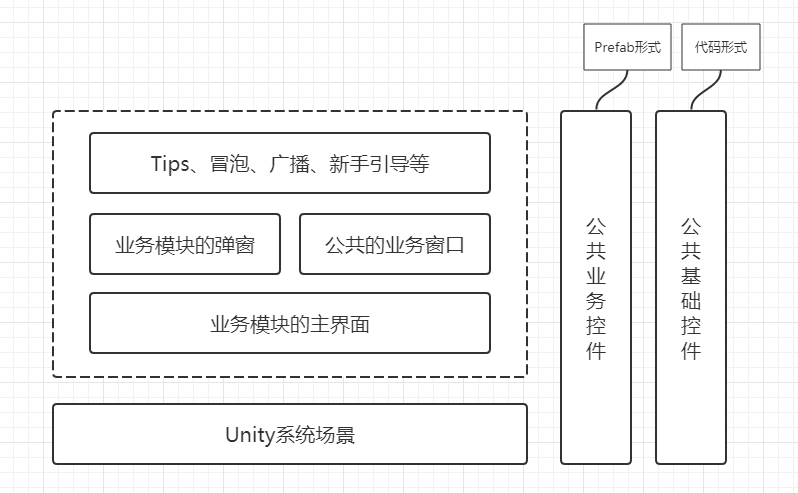 Prefab形式
代码形式
Tips、冒泡、广播、新手引导等
业务模块的弹窗
公共的业务窗口
业务模块的主界面
Unity系统场景
公共业务控件
公共基础控件